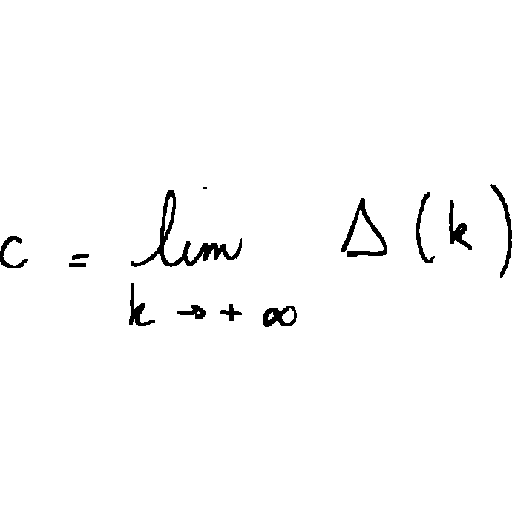 c = lim Δ(k)
k → + ∞